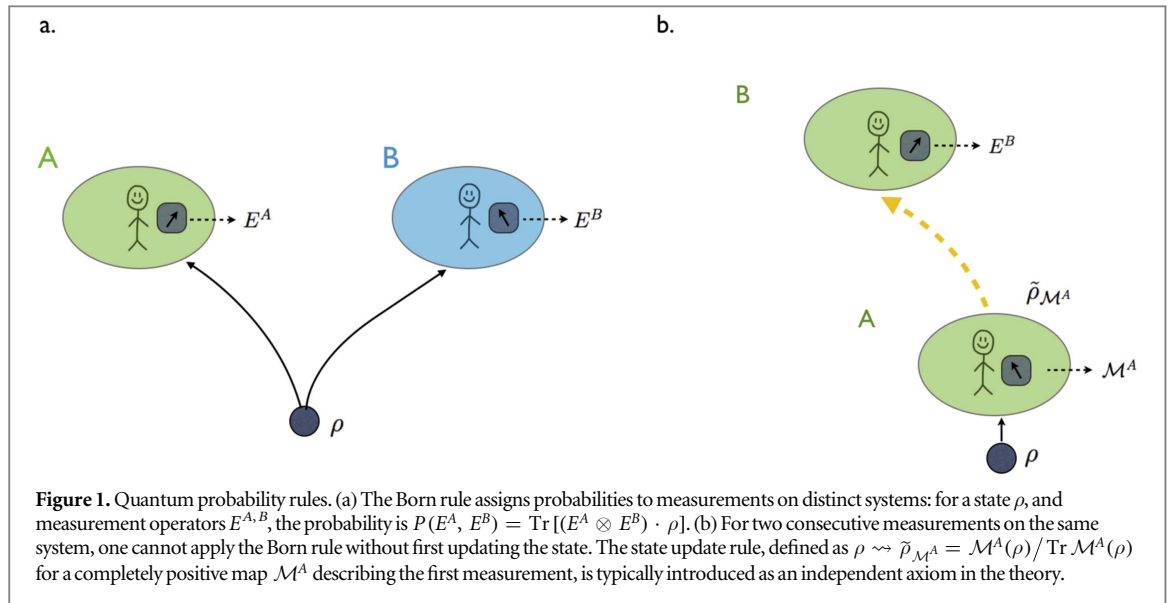 a.
b.
A
B
E^A
E^B
ρ
B
E^B
ρ̃_{𝓜^A}
A
𝓜^A
ρ
Figure 1. Quantum probability rules. (a) The Born rule assigns probabilities to measurements on distinct systems: for a state ρ, and
measurement operators E^{A, B}, the probability is P(E^A, E^B) = Tr [(E^A ⊗ E^B) · ρ]. (b) For two consecutive measurements on the same
system, one cannot apply the Born rule without first updating the state. The state update rule, defined as ρ ⇝ ρ̃_{𝓜^A} = 𝓜^A(ρ)/Tr 𝓜^A(ρ)
for a completely positive map 𝓜^A describing the first measurement, is typically introduced as an independent axiom in the theory.